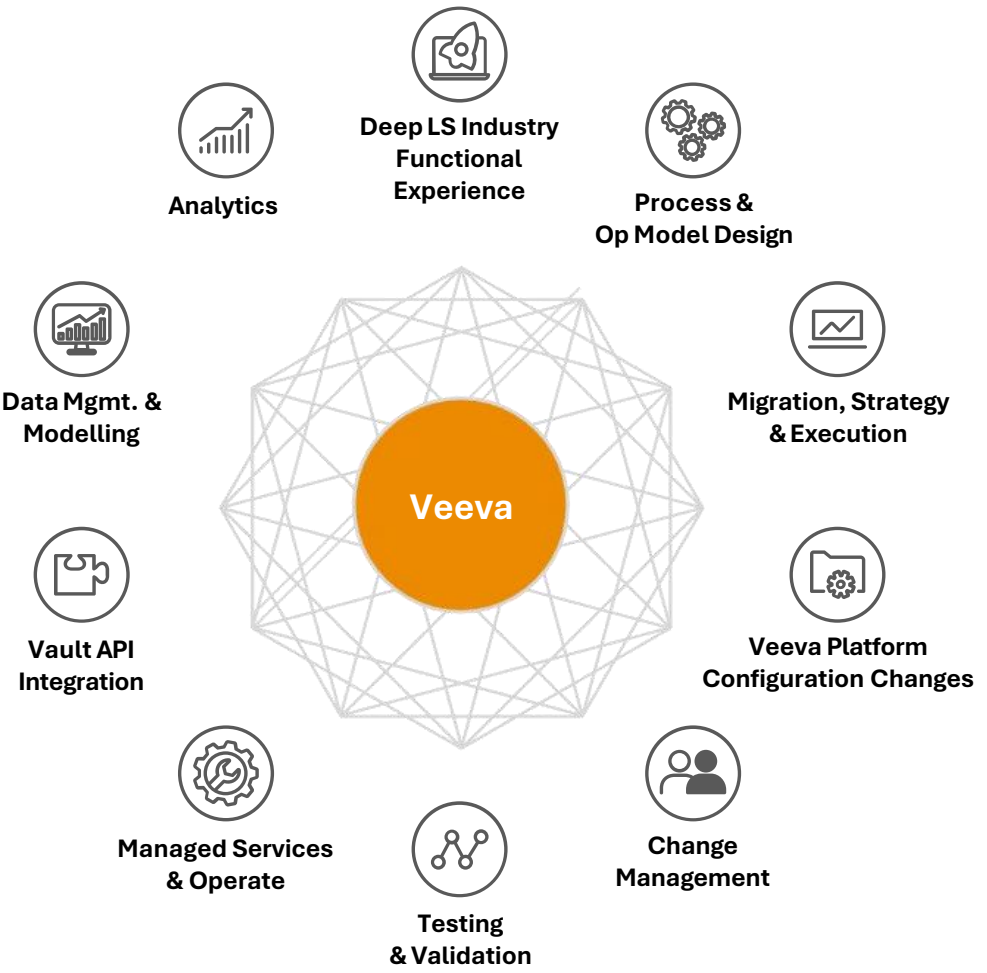 Deep LS Industry
Functional
Experience
Process &
Op Model Design
Migration, Strategy
& Execution
Veeva Platform
Configuration Changes
Change
Management
Testing
& Validation
Managed Services
& Operate
Vault API
Integration
Data Mgmt. &
Modelling
Analytics
Veeva